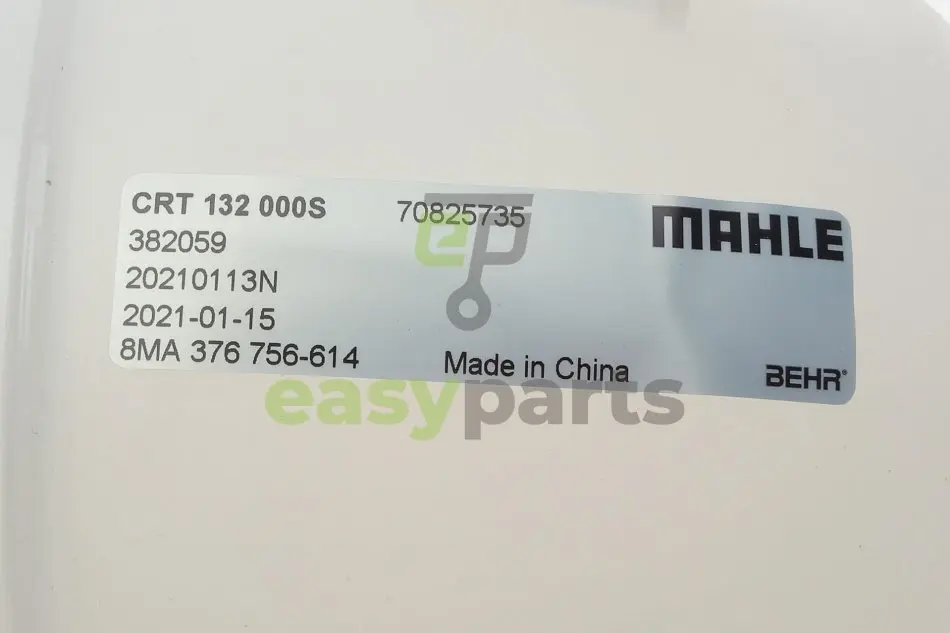 CRT 132 000S 70825735 MAHLE
382059
20210113N
2021-01-15
8MA 376 756-614 Made in China BEHR®
ep
easyparts